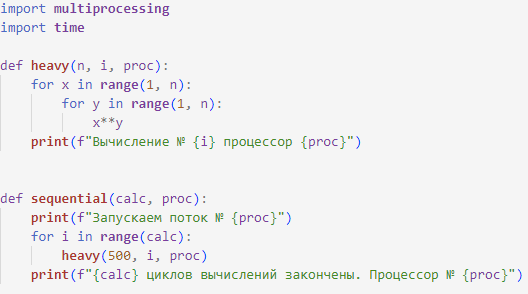 import multiprocessing
import time

def heavy(n, i, proc):
    for x in range(1, n):
        for y in range(1, n):
            x**y
    print(f"Вычисление № {i} процессор {proc}")


def sequential(calc, proc):
    print(f"Запускаем поток № {proc}")
    for i in range(calc):
        heavy(500, i, proc)
    print(f"{calc} циклов вычислений закончены. Процессор № {proc}")